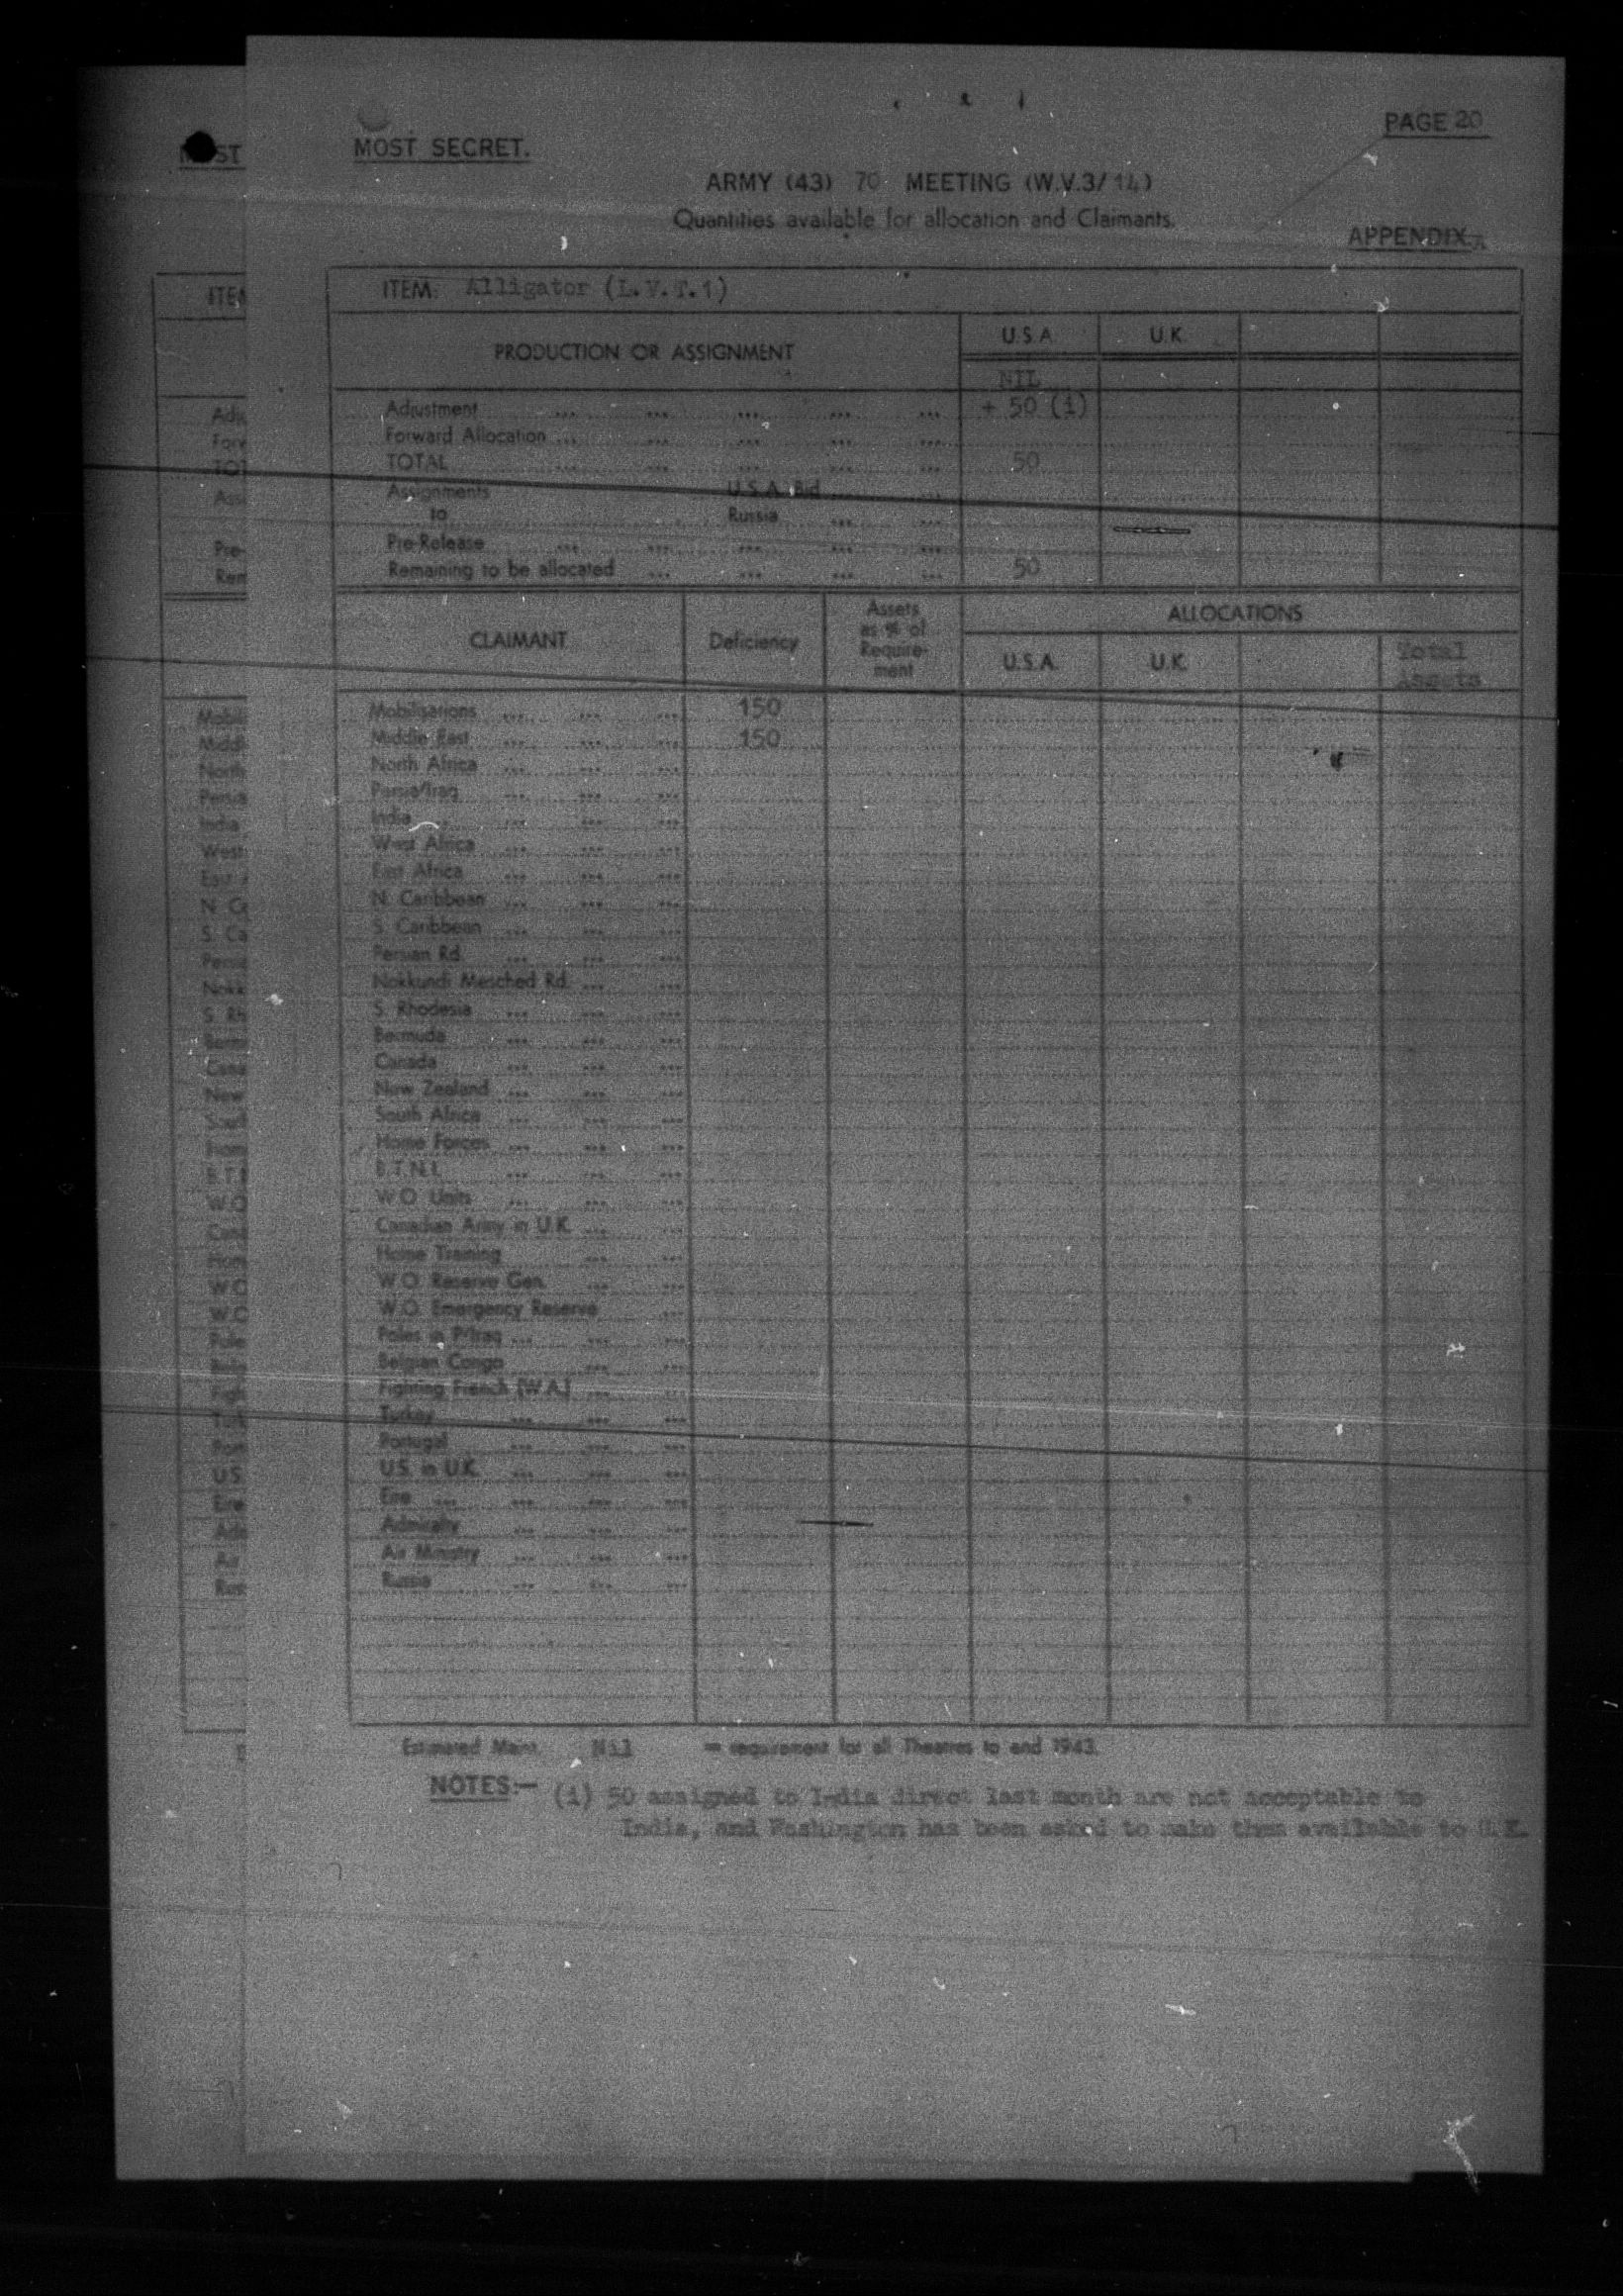 PAGE 20
MOST SECRET.
ARMY (43) 70 MEETING (W.V.3/14)
Quantities available for allocation and Claimants.
APPENDIX
ITEM: Alligator (L.V.T.1)
PRODUCTION OR ASSIGNMENT U.S.A. U.K.
NIL
Adjustment ... ... ... ... ... + 50 (i)
Forward Allocation ... ... ... ... ...
TOTAL ... ... ... ... ... 50
Assignments U.S.A. Bid ... ...
to Russia ... ...
Pre-Release ... ... ... ... ...
Remaining to be allocated ... ... ... ... 50
CLAIMANT Deficiency Assets as % of Require-ment ALLOCATIONS
U.S.A. U.K. Total Assets
Mobilisations ... ... ... 150
Middle East ... ... ... 150
North Africa ... ... ...
Persia/Iraq ... ... ...
India ... ... ...
West Africa ... ... ...
East Africa ... ... ...
N. Caribbean ... ... ...
S. Caribbean ... ... ...
Persian Rd. ... ... ...
Nokkundi Mesched Rd. ... ...
S. Rhodesia ... ... ...
Bermuda ... ... ...
Canada ... ... ...
New Zealand ... ... ...
South Africa ... ... ...
Home Forces ... ... ...
B.T.N.I. ... ... ...
W.O. Units ... ... ...
Canadian Army in U.K. ... ...
Home Training ... ...
W.O. Reserve Gen. ... ...
W.O. Emergency Reserve ...
Poles in P/Iraq ... ... ...
Belgian Congo ... ...
Fighting French (W.A.) ... ...
Turkey ... ... ...
Portugal ... ... ...
U.S. in U.K. ... ... ...
Eire ... ... ... ...
Admiralty ... ... ...
Air Ministry ... ... ...
Russia ... ... ...
Estimated Maint. Nil = requirement for all Theatres to end 1943.
NOTES:— (i) 50 assigned to India direct last month are not acceptable to
India, and Washington has been asked to make them available to U.K.